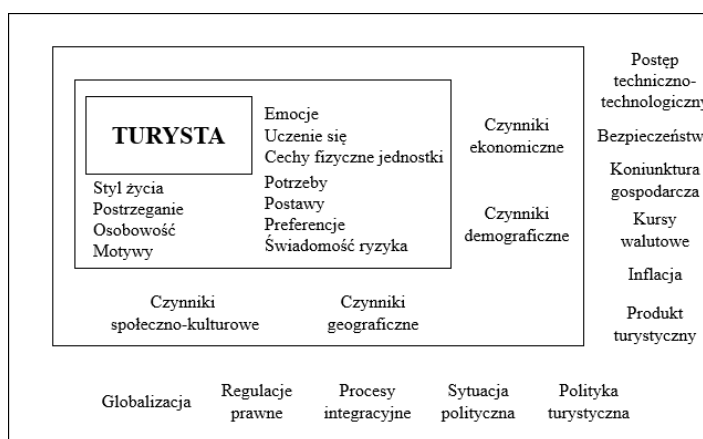 TURYSTA
Styl życia
Postrzeganie
Osobowość
Motywy
Emocje
Uczenie się
Cechy fizyczne jednostki
Potrzeby
Postawy
Preferencje
Świadomość ryzyka
Czynniki
ekonomiczne
Czynniki
demograficzne
Czynniki
społeczno-kulturowe
Czynniki
geograficzne
Postęp
techniczno-
technologiczny
Bezpieczeństw
Koniunktura
gospodarcza
Kursy
walutowe
Inflacja
Produkt
turystyczny
Globalizacja
Regulacje
prawne
Procesy
integracyjne
Sytuacja
polityczna
Polityka
turystyczna